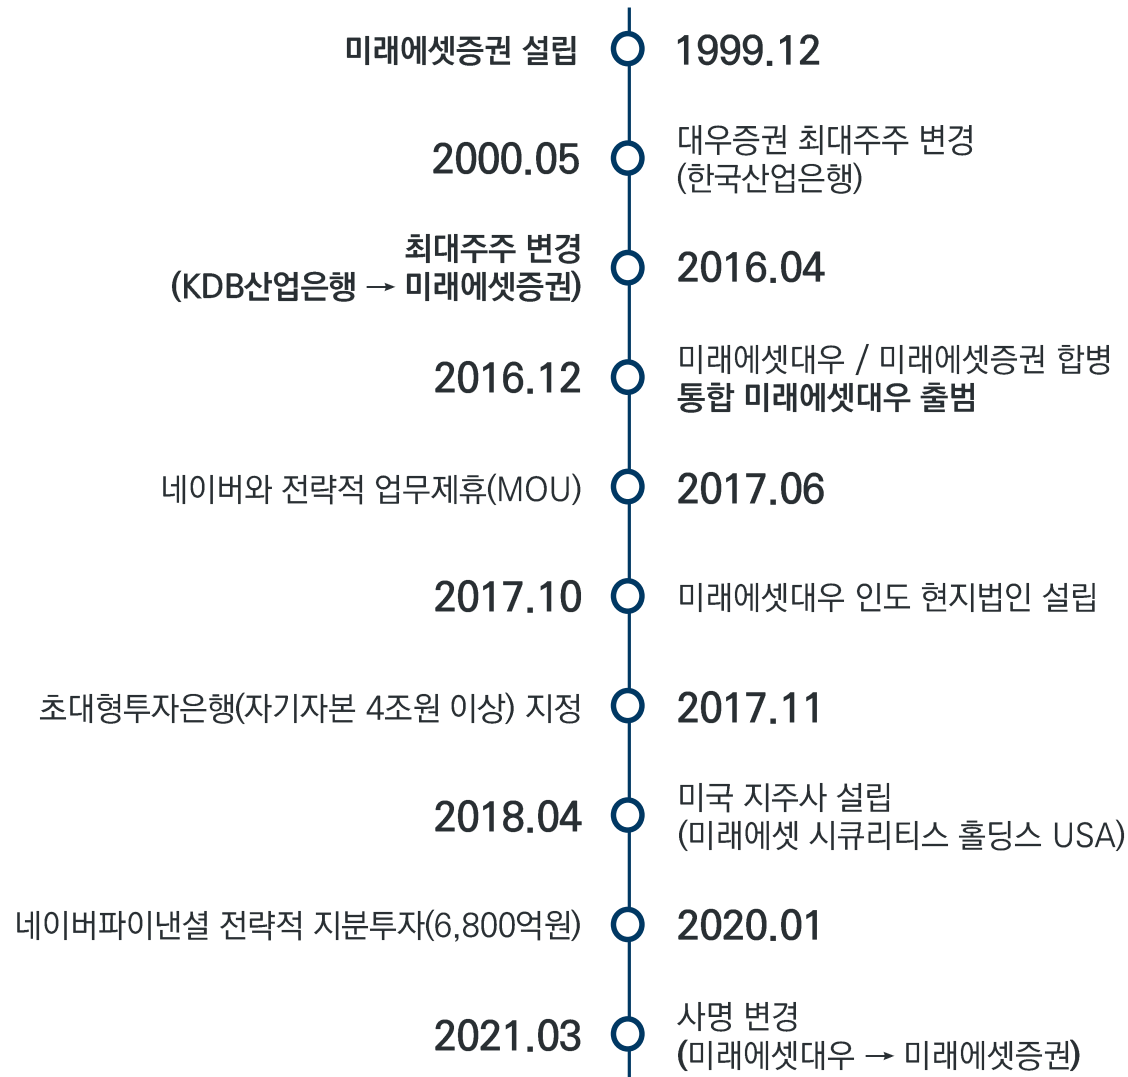 미래에셋증권 설립
1999.12
2000.05
대우증권 최대주주 변경
(한국산업은행)
최대주주 변경
(KDB산업은행 → 미래에셋증권)
2016.04
2016.12
미래에셋대우 / 미래에셋증권 합병
통합 미래에셋대우 출범
네이버와 전략적 업무제휴(MOU)
2017.06
2017.10
미래에셋대우 인도 현지법인 설립
초대형투자은행(자기자본 4조원 이상) 지정
2017.11
2018.04
미국 지주사 설립
(미래에셋 시큐리티스 홀딩스 USA)
네이버파이낸셜 전략적 지분투자(6,800억원)
2020.01
2021.03
사명 변경
(미래에셋대우 → 미래에셋증권)